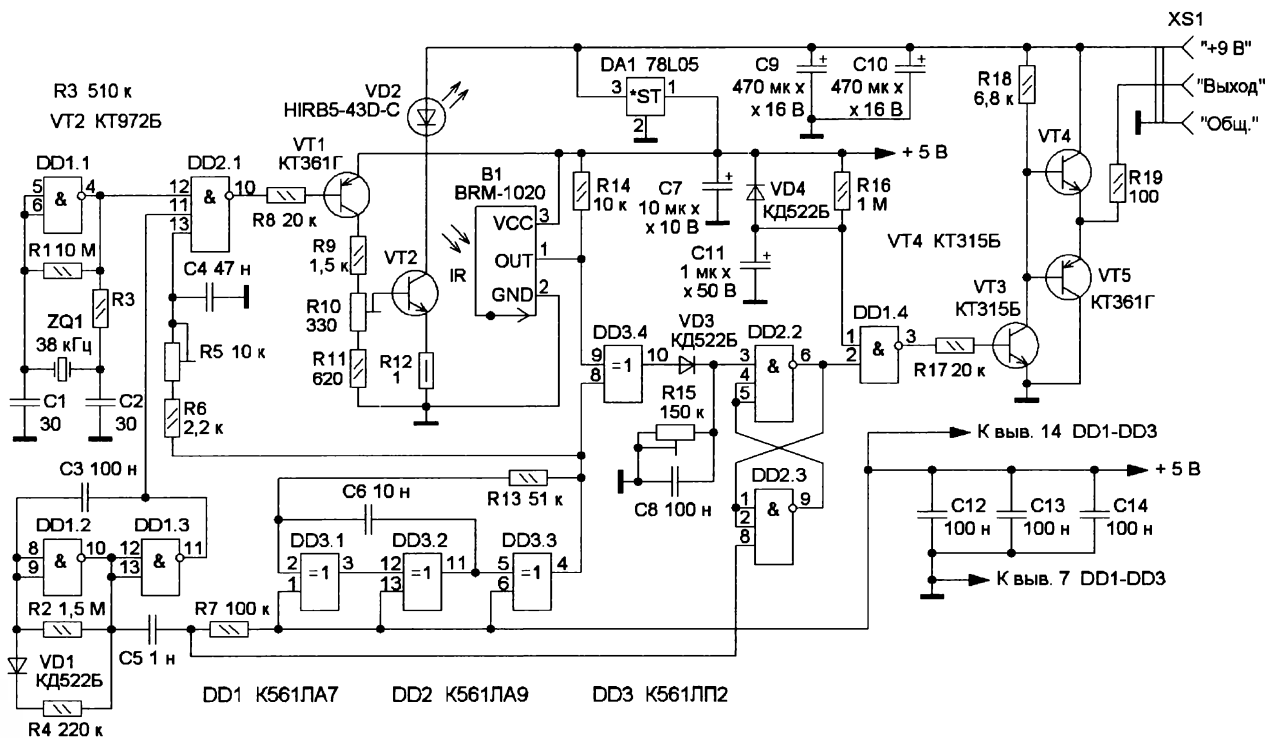 XS1
"+9 В"
"Выход"
"Общ."
DA1 78L05
3
*ST
1
2
C9
470 мк х
х 16 В
C10
470 мк х
х 16 В
R18
6,8 к
VT4
R19
100
VT5
КТ361Г
R3 510 к
VT2 КТ972Б
VD2
HIRB5-43D-C
VT1
КТ361Г
DD1.1
5
6
&
4
DD2.1
12
11
13
&
10
R8 20 к
B1
BRM-1020
VCC
3
OUT
1
GND
2
IR
+ 5 В
R14
10 к
C7
10 мк х
х 10 В
VD4
КД522Б
R16
1 М
C11
1 мк х
х 50 В
VT4 КТ315Б
VT3
КТ315Б
R1 10 М
R3
ZQ1
38 кГц
C1
30
C2
30
C4 47 н
R5 10 к
R6
2,2 к
R9
1,5 к
R10
330
R11
620
VT2
R12
1
DD3.4
9
8
=1
10
VD3
КД522Б
DD2.2
3
4
5
&
6
DD1.4
1
2
&
3
R17 20 к
R15
150 к
C8 100 н
DD2.3
1
2
8
&
9
К выв. 14 DD1-DD3
+ 5 В
C12
100 н
C13
100 н
C14
100 н
К выв. 7 DD1-DD3
C3 100 н
DD1.2
8
9
&
10
DD1.3
12
13
&
11
R2 1,5 М
VD1
КД522Б
R4 220 к
C5 1 н
R7 100 к
R13 51 к
C6 10 н
DD3.1
2
1
=1
3
DD3.2
12
13
=1
11
DD3.3
5
6
=1
4
DD1 К561ЛА7
DD2 К561ЛА9
DD3 К561ЛП2